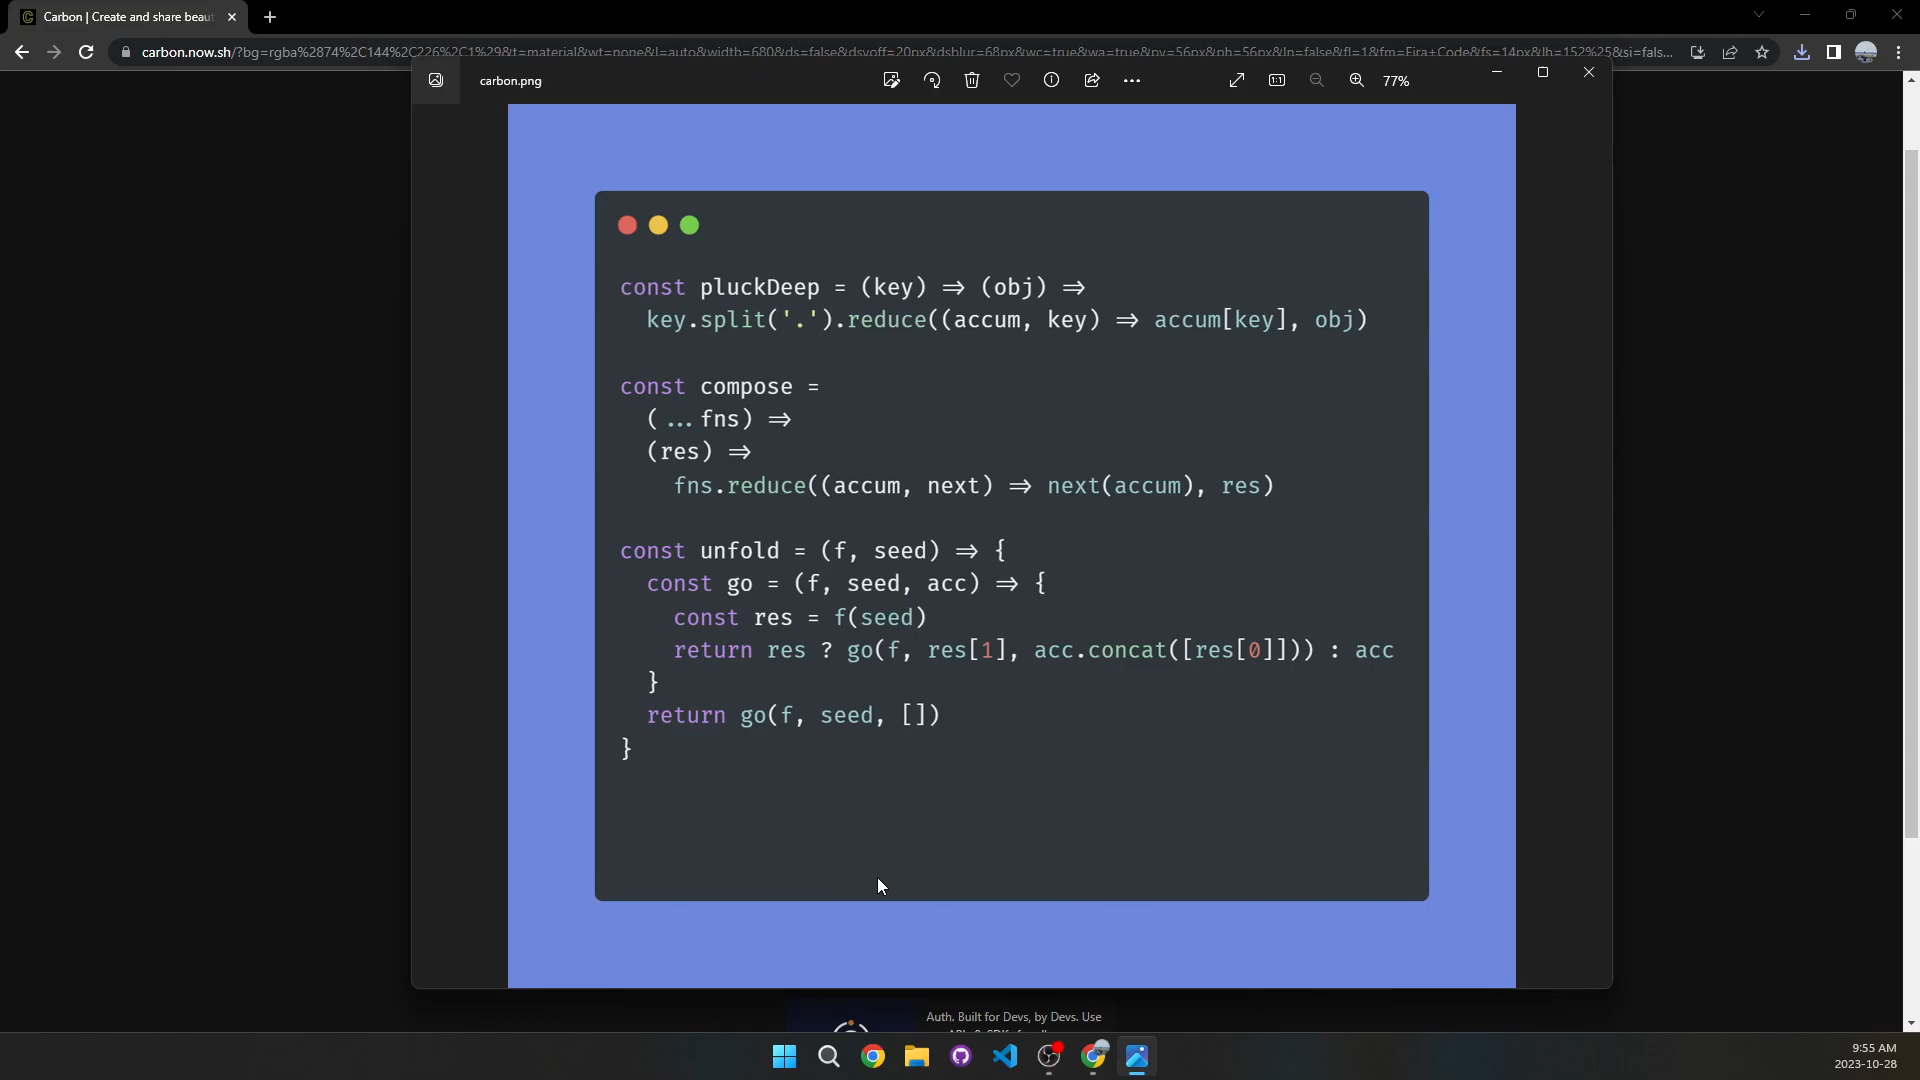 Carbon | Create and share beau
carbon.now.sh/?bg=rgba%2874%2C144%2C226%2C1%29&t=material&wt=none&l=auto&width=680&ds=false&dsyoff=20px&dsblur=68px&wc=true&wa=true&pv=56px&ph=56px&ln=false&fl=1&fm=Fira+Code&fs=14px&lh=152%25&si=fals...
carbon.png
77%
const pluckDeep = (key) => (obj) =>
key.split('.').reduce((accum, key) => accum[key], obj)
const compose =
(...fns) =>
(res) =>
fns.reduce((accum, next) => next(accum), res)
const unfold = (f, seed) => {
const go = (f, seed, acc) => {
const res = f(seed)
return res ? go(f, res[1], acc.concat([res[0]])) : acc
}
return go(f, seed, [])
}
Auth. Built for Devs, by Devs. Use
9:55 AM
2023-10-28